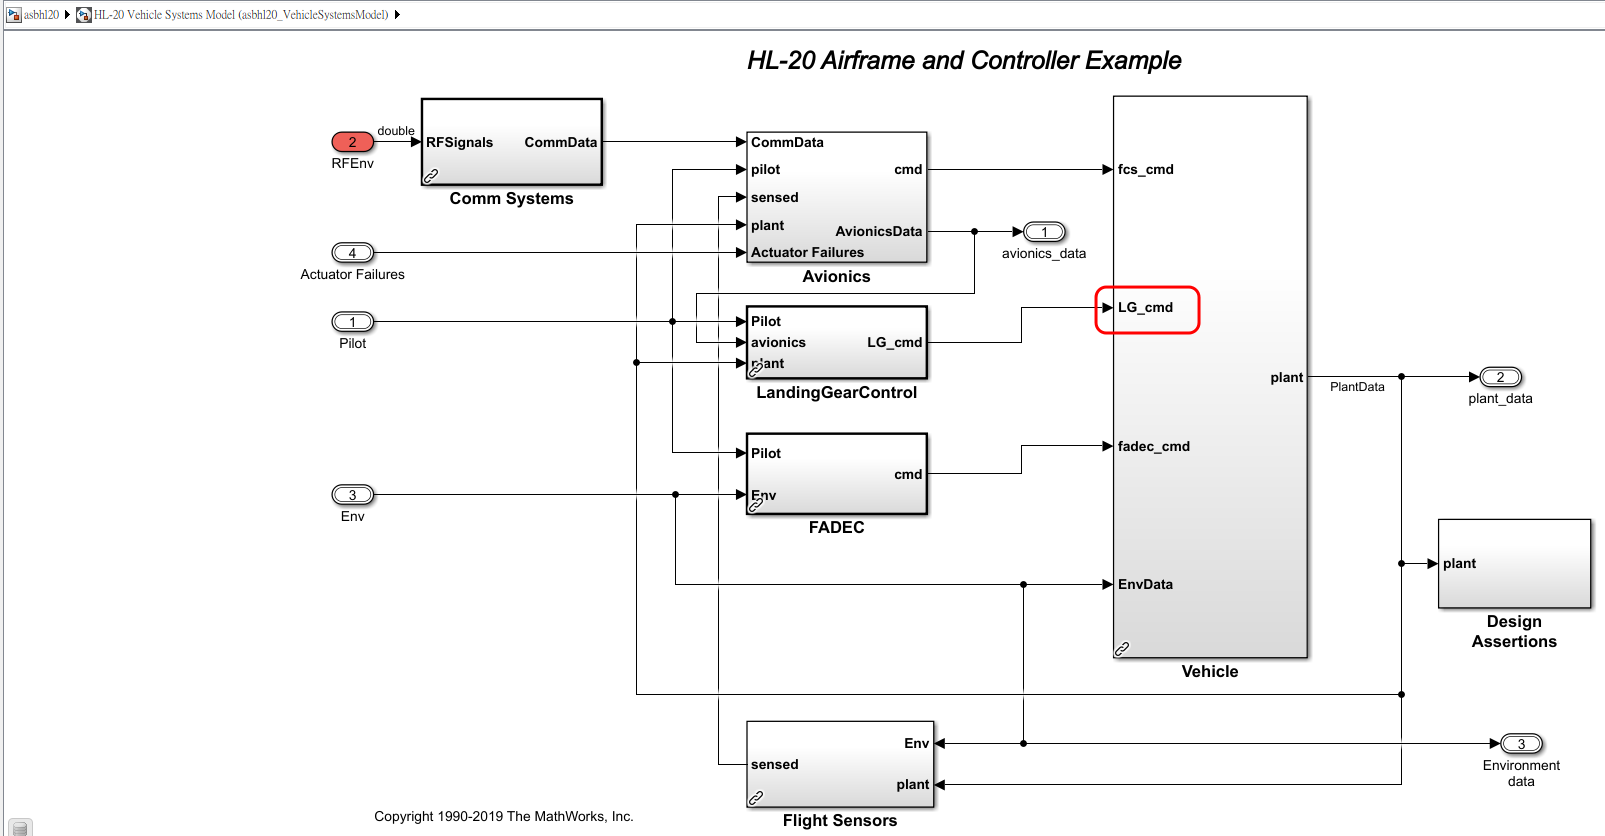 asbhl20 HL-20 Vehicle Systems Model (asbhl20_VehicleSystemsModel)
HL-20 Airframe and Controller Example
2
RFEnv
double
RFSignals
CommData
Comm Systems
4
Actuator Failures
1
Pilot
3
Env
CommData
pilot
sensed
plant
Actuator Failures
cmd
AvionicsData
Avionics
1
avionics_data
Pilot
avionics
plant
LG_cmd
LandingGearControl
Pilot
Env
cmd
FADEC
fcs_cmd
LG_cmd
fadec_cmd
EnvData
plant
Vehicle
PlantData
2
plant_data
plant
Design
Assertions
Env
sensed
plant
Flight Sensors
3
Environment
data
Copyright 1990-2019 The MathWorks, Inc.